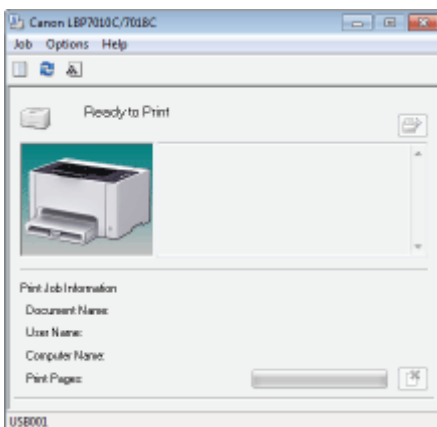 Canon LBP7010C/7018C
Job Options Help
Ready to Print
Print Job Information
Document Name:
User Name:
Computer Name:
Print Pages:
USB001